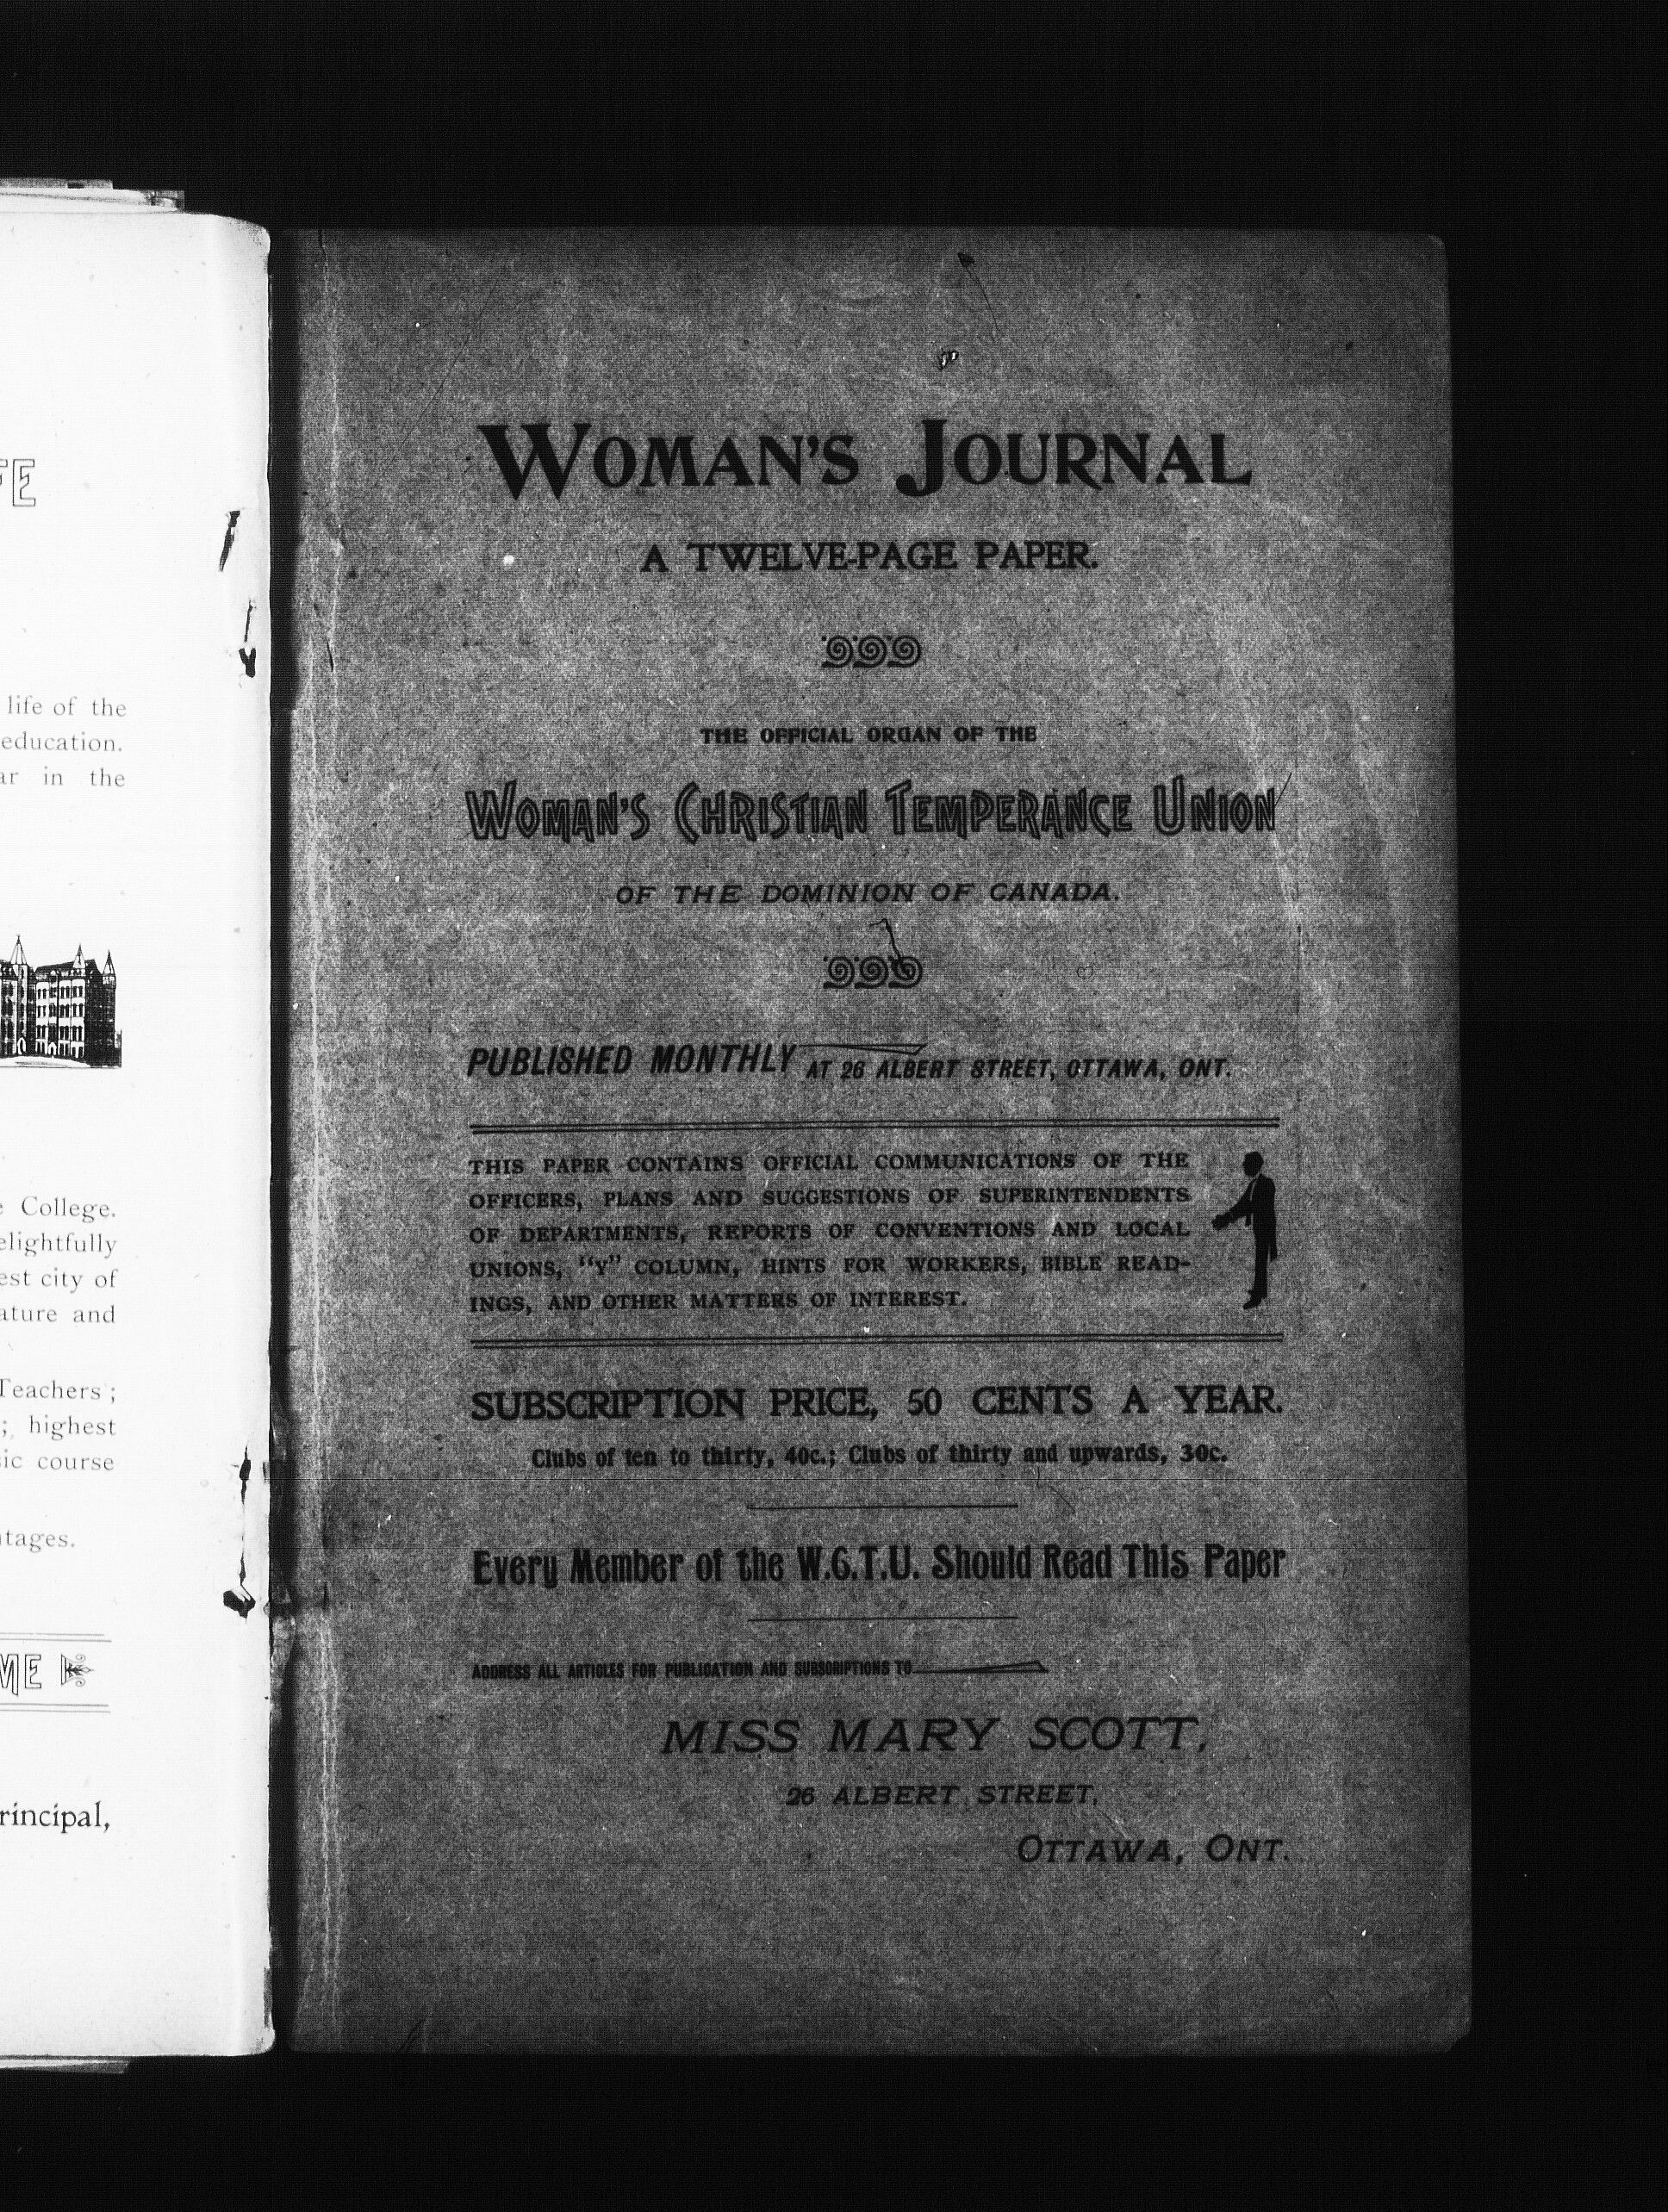 FE
life of the
education.
in the
College.
est city of
and
Teachers ;
; highest
course
ME
WOMAN'S JOURNAL
A TWELVE-PAGE PAPER.
THE OFFICIAL ORGAN OF THE
WOMAN'S CHRISTIAN TEMPERANCE UNION
OF THE DOMINION OF CANADA.
PUBLISHED MONTHLY AT 26 ALBERT STREET, OTTAWA, ONT.
THIS PAPER CONTAINS OFFICIAL COMMUNICATIONS OF THE
OFFICERS, PLANS AND SUGGESTIONS OF SUPERINTENDENTS
OF DEPARTMENTS, REPORTS OF CONVENTIONS AND LOCAL
UNIONS, "Y" COLUMN, HINTS FOR WORKERS, BIBLE READ-
INGS, AND OTHER MATTERS OF INTEREST.
SUBSCRIPTION PRICE, 50 CENTS A YEAR.
Clubs of ten to thirty, 40c.; Clubs of thirty and upwards, 30c.
Every Member of the W.C.T.U. Should Read This Paper
ADDRESS ALL ARTICLES FOR PUBLICATION AND SUBSCRIPTIONS TO
MISS MARY SCOTT,
26 ALBERT STREET,
OTTAWA, ONT.